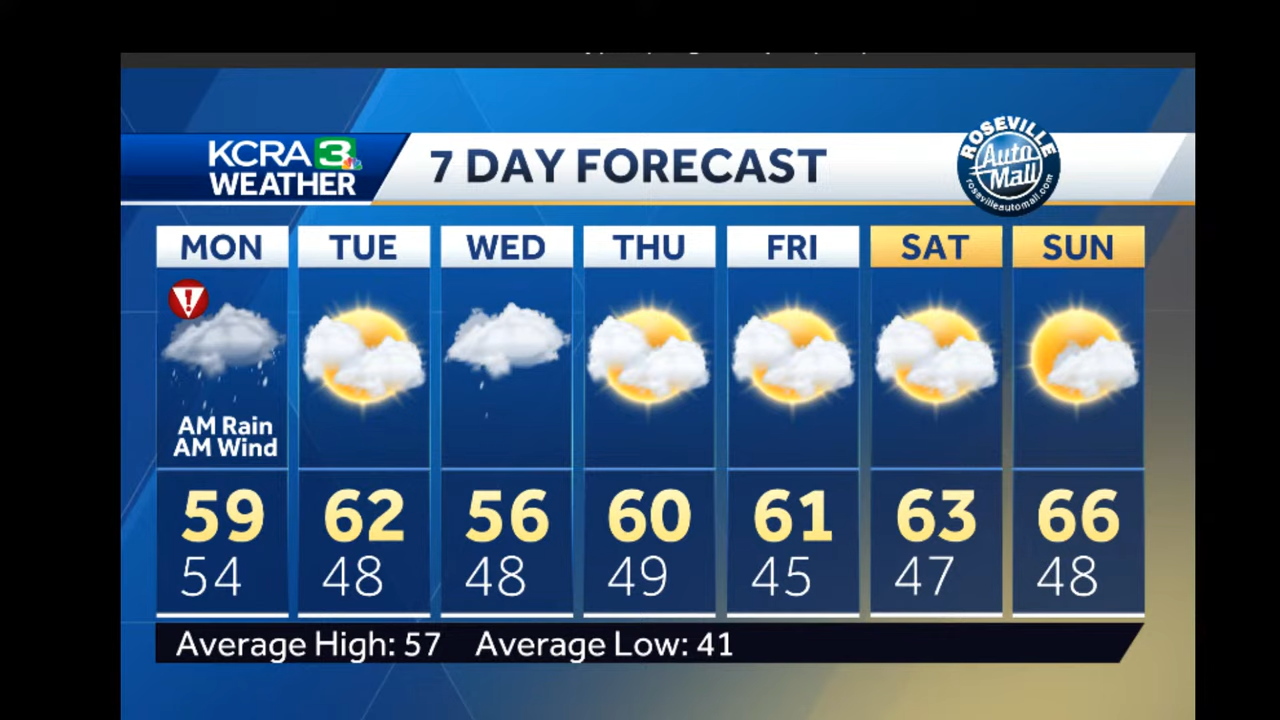 KCRA 3
WEATHER
7 DAY FORECAST
ROSEVILLE
Auto
Mall
rosevilleautomall.com
MON TUE WED THU FRI SAT SUN
!
AM Rain
AM Wind
59 62 56 60 61 63 66
54 48 48 49 45 47 48
Average High: 57 Average Low: 41